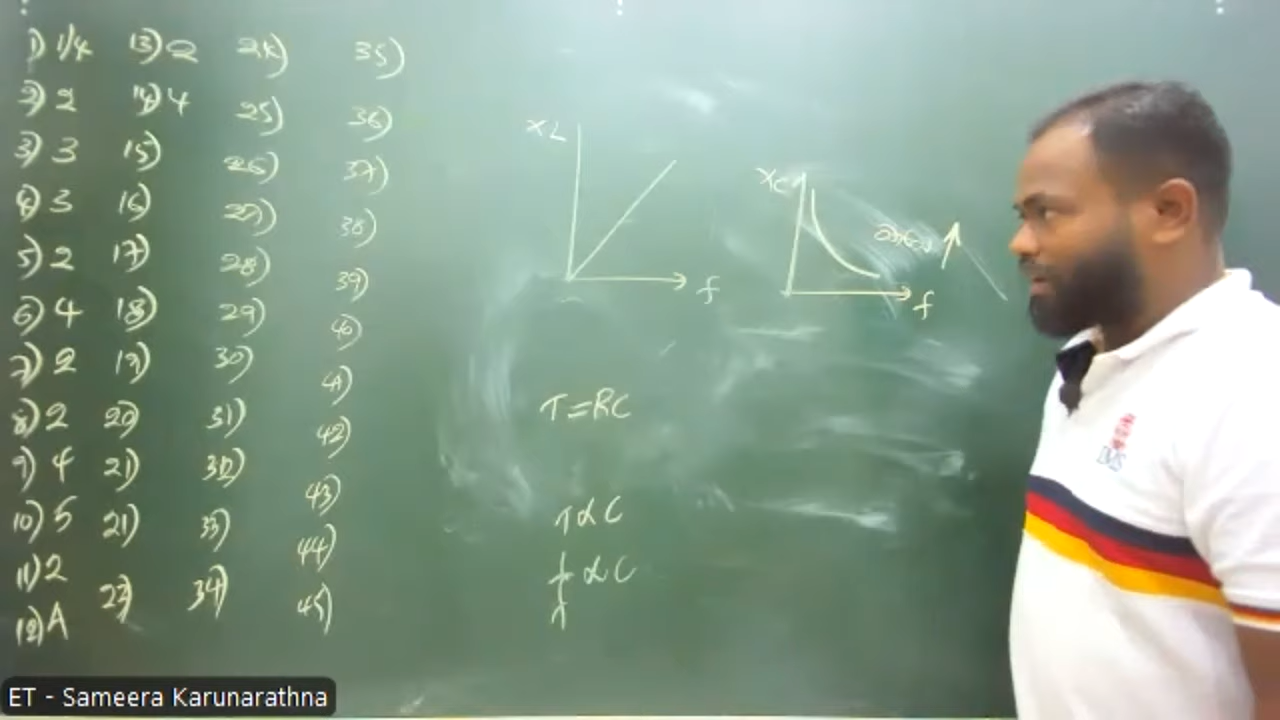 1) 1/4 13) 2 24) 35)
2) 2 14) 4 25) 36)
3) 3 15) 26) 37)
4) 3 16) 27) 38)
5) 2 17) 28) 39)
6) 4 18) 29) 40)
7) 2 19) 30) 41)
8) 2 20) 31) 42)
9) 4 21) 32) 43)
10) 5 21) 33) 44)
11) 2 23) 34) 45)
12) A
XL
f
XC
f
T=RC
T∝C
∝C
IMS
ET - Sameera Karunarathna